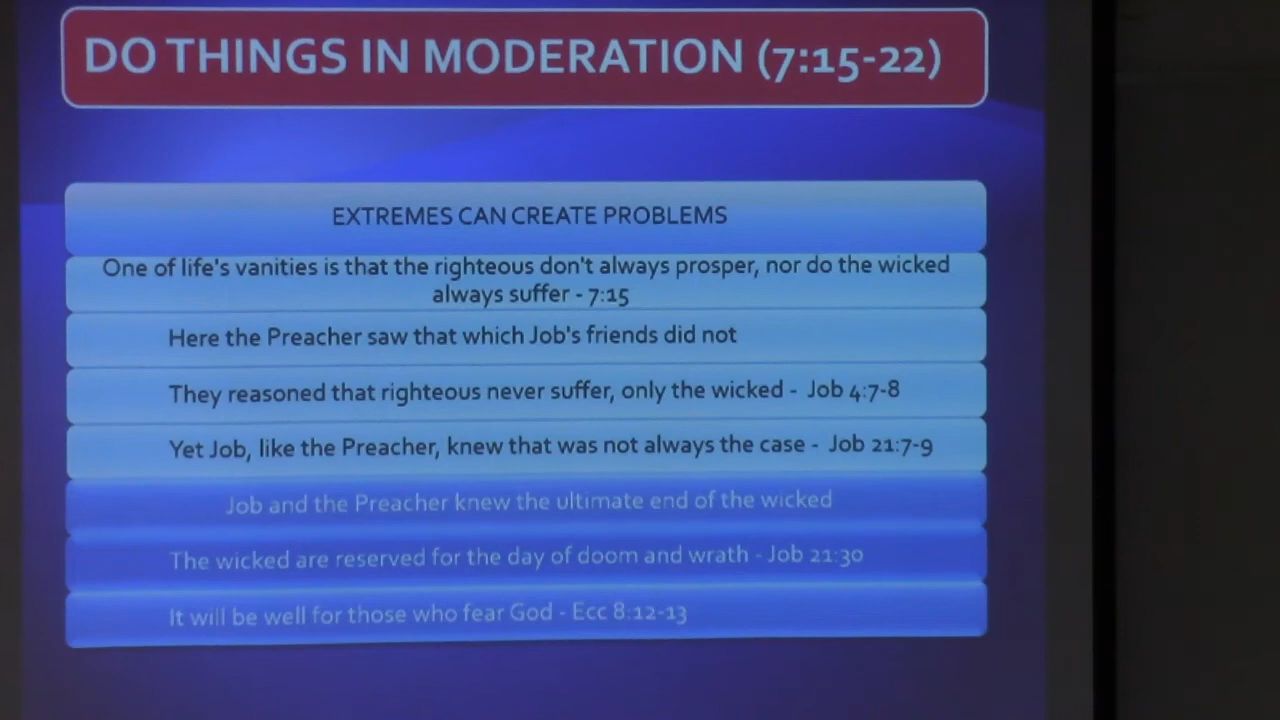 DO THINGS IN MODERATION (7:15-22)
EXTREMES CAN CREATE PROBLEMS
One of life's vanities is that the righteous don't always prosper, nor do the wicked
always suffer - 7:15
Here the Preacher saw that which Job's friends did not
They reasoned that righteous never suffer, only the wicked - Job 4:7-8
Yet Job, like the Preacher, knew that was not always the case - Job 21:7-9
Job and the Preacher knew the ultimate end of the wicked
The wicked are reserved for the day of doom and wrath - Job 21:30
It will be well for those who fear God - Ecc 8:12-13